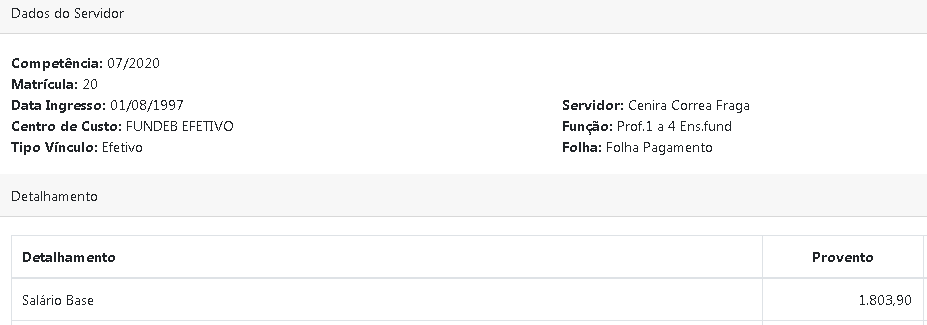 Dados do Servidor
Competência: 07/2020
Matrícula: 20
Data Ingresso: 01/08/1997
Servidor: Cenira Correa Fraga
Centro de Custo: FUNDEB EFETIVO
Função: Prof.1 a 4 Ens.fund
Tipo Vínculo: Efetivo
Folha: Folha Pagamento
Detalhamento
Detalhamento Provento
Salário Base 1.803,90